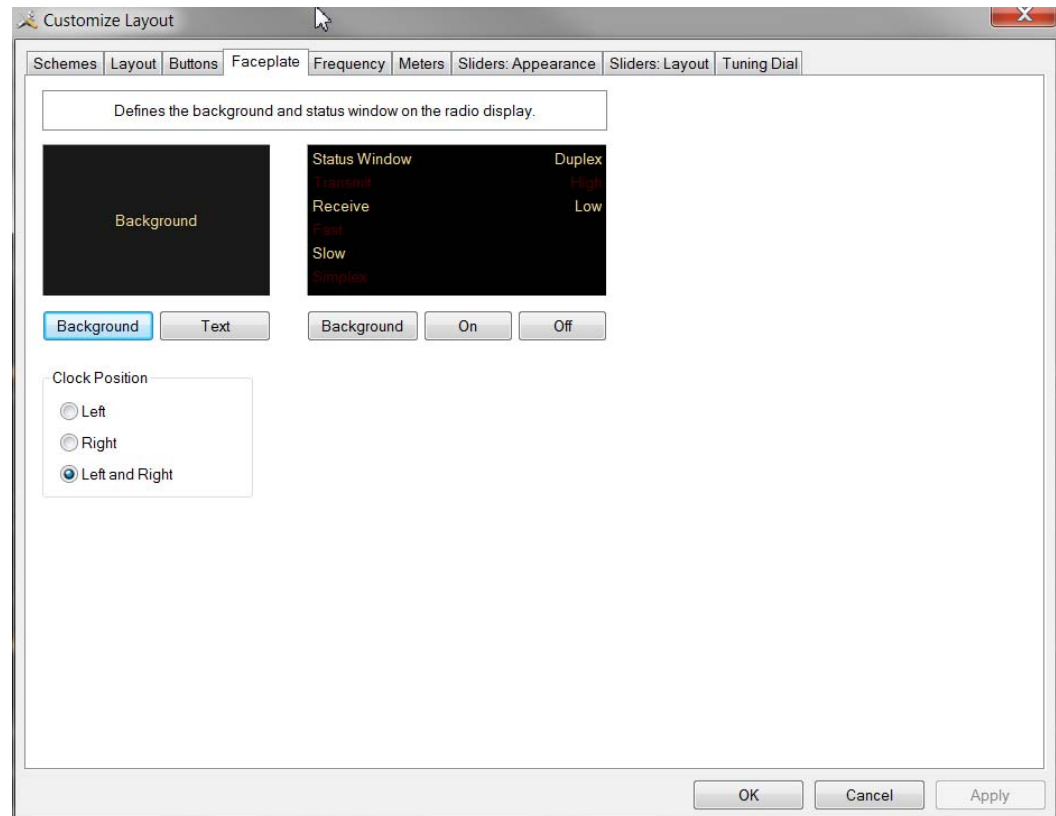 Customize Layout
Schemes Layout Buttons Faceplate Frequency Meters Sliders: Appearance Sliders: Layout Tuning Dial
Defines the background and status window on the radio display.
Background
Status Window Duplex
Transmit High
Receive Low
Fast
Slow
Simplex
Background Text Background On Off
Clock Position
Left
Right
Left and Right
OK Cancel Apply